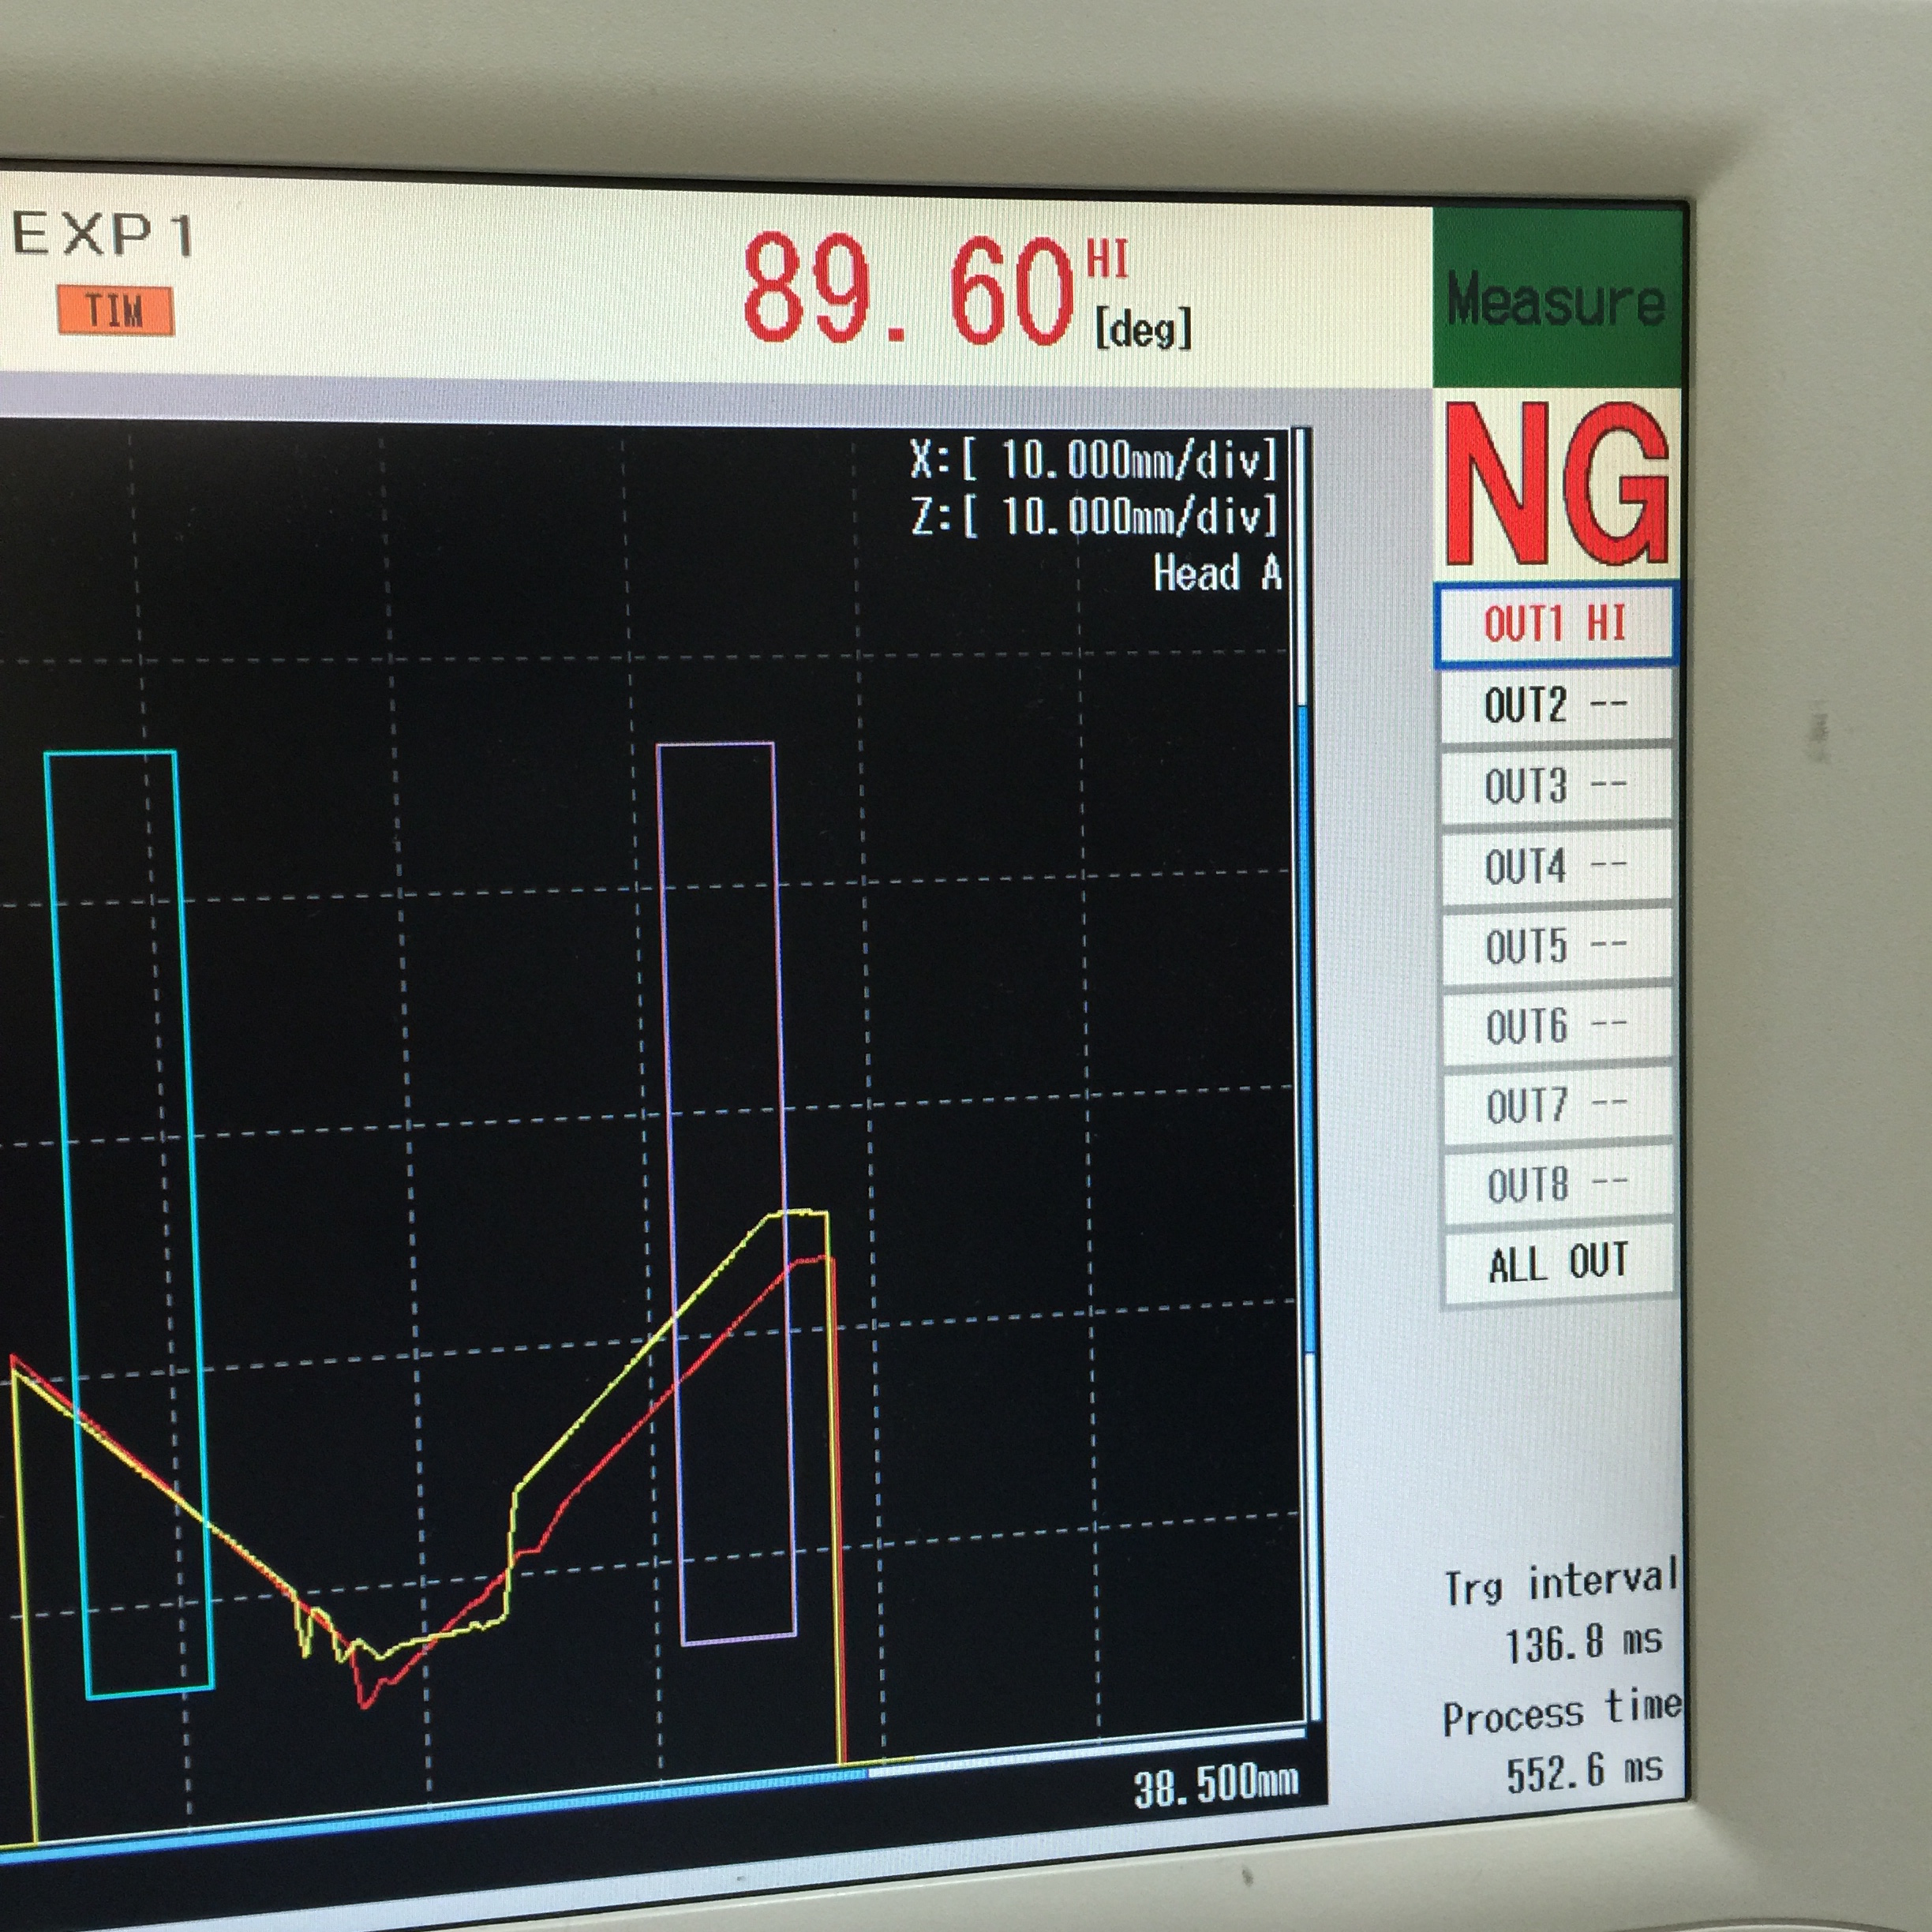 EXP1
TIM
89.60 HI
[deg]
Measure
NG
X:[ 10.000mm/div]
Z:[ 10.000mm/div]
Head A
OUT1 HI
OUT2 --
OUT3 --
OUT4 --
OUT5 --
OUT6 --
OUT7 --
OUT8 --
ALL OUT
Trg interval
136.8 ms
Process time
552.6 ms
38.500mm